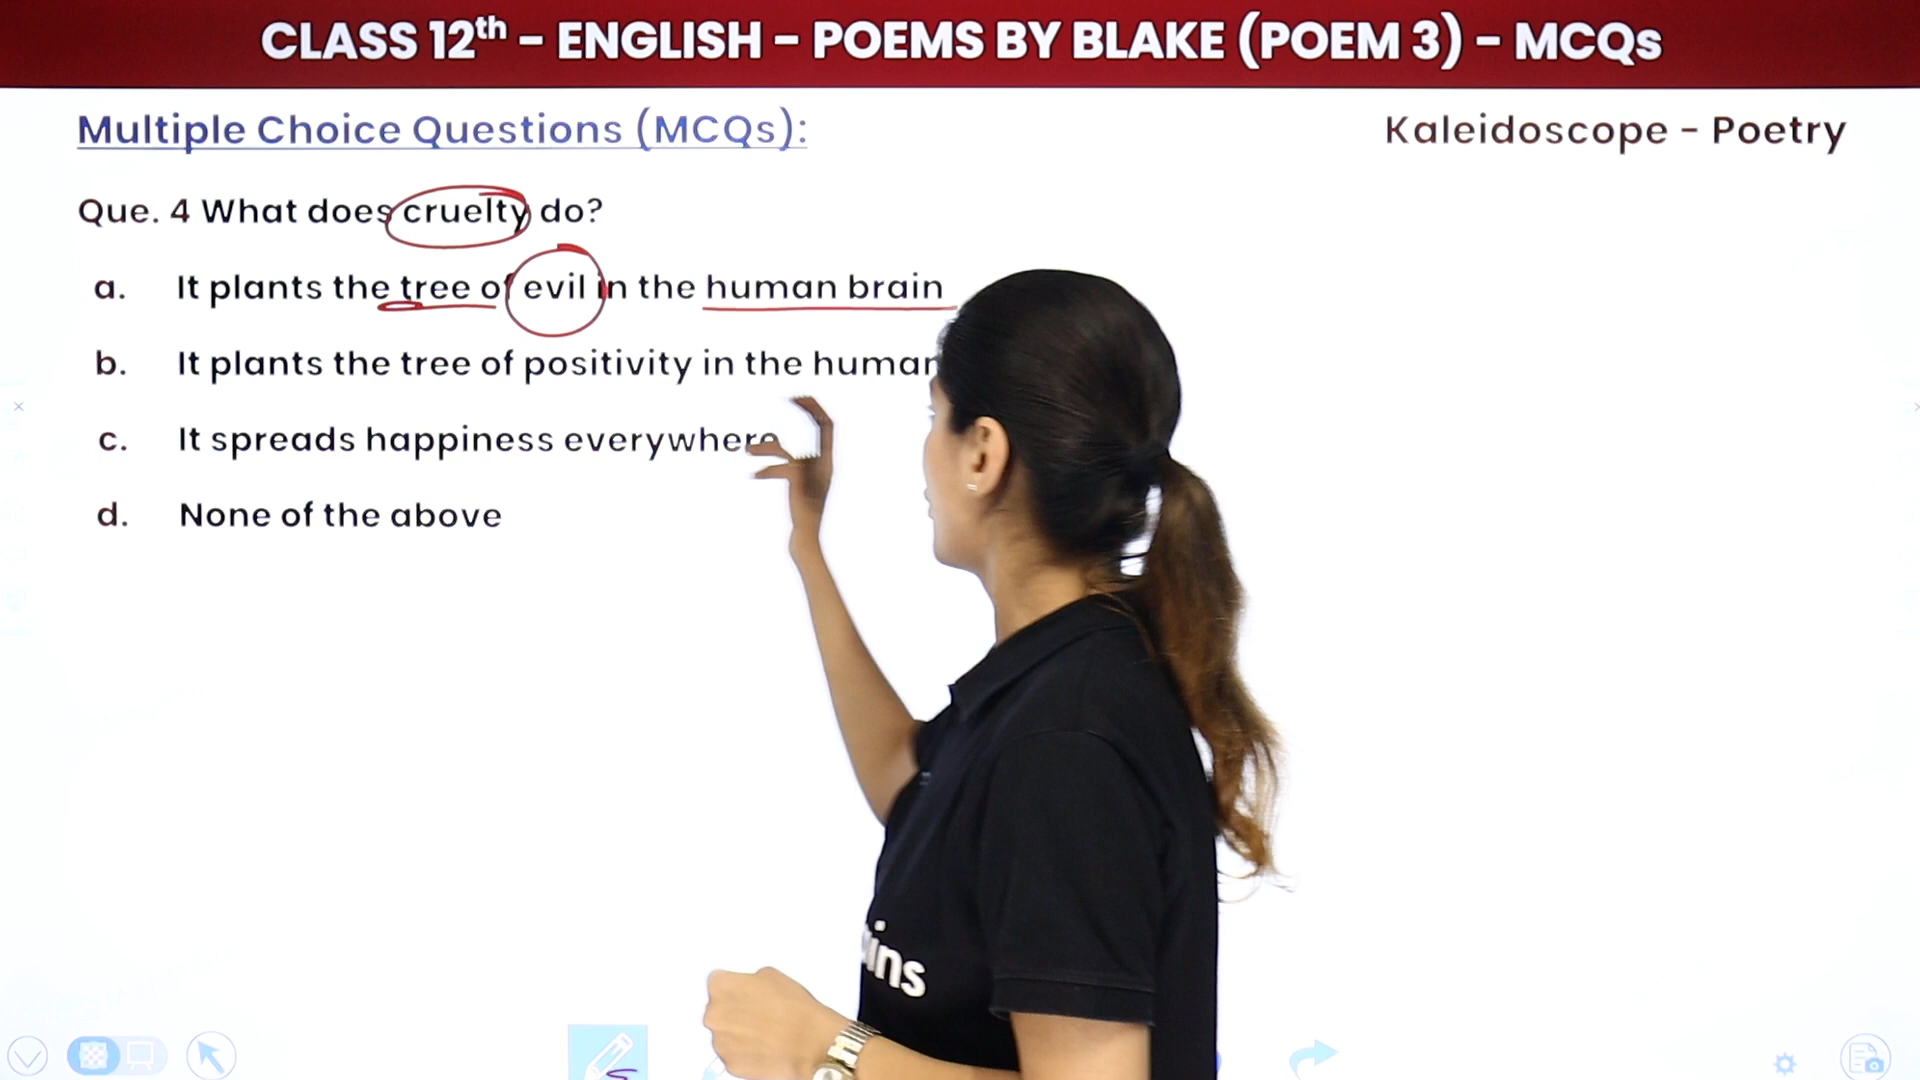 CLASS 12th - ENGLISH - POEMS BY BLAKE (POEM 3) - MCQs
Multiple Choice Questions (MCQs):
Kaleidoscope - Poetry
Que. 4 What does cruelty do?
a. It plants the tree of evil in the human brain
b. It plants the tree of positivity in the human
c. It spreads happiness everywhere
d. None of the above